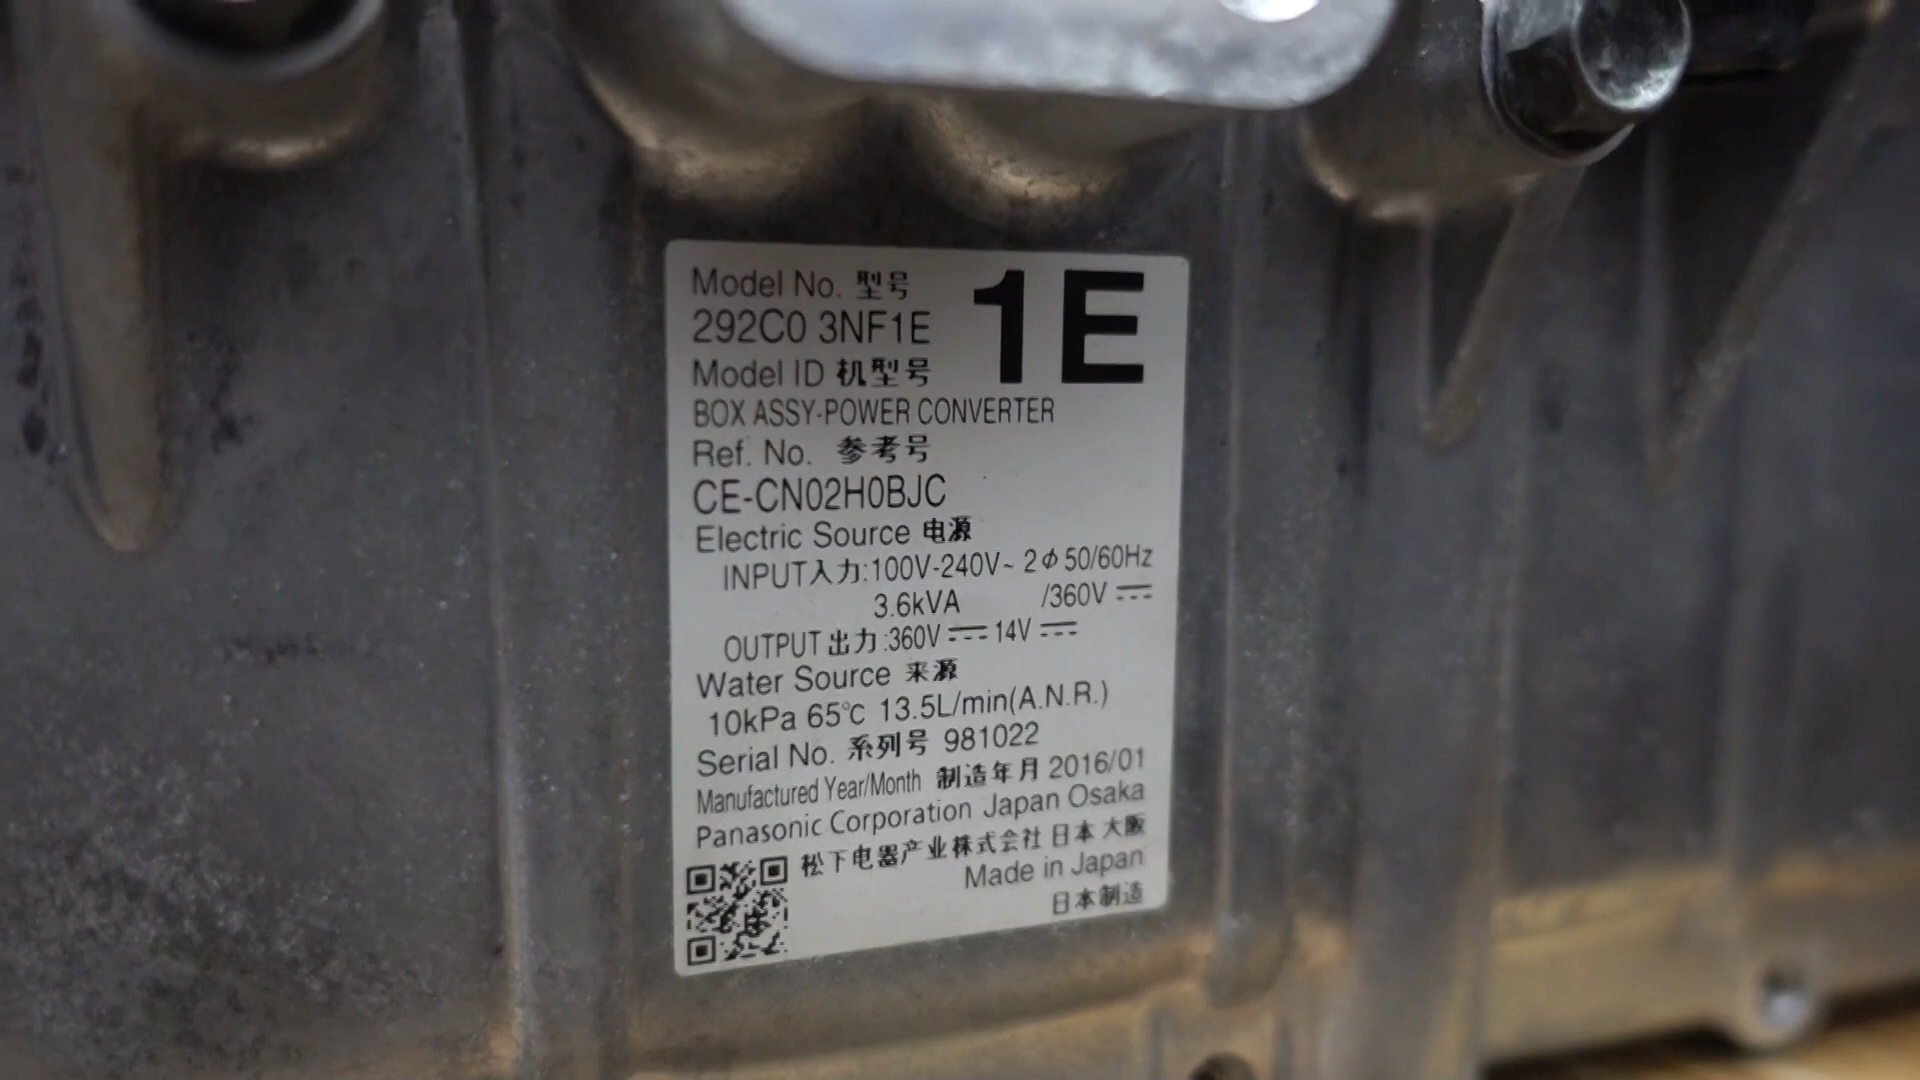 Model No. 型号
1E
292C0 3NF1E
Model ID 机型号
BOX ASSY-POWER CONVERTER
Ref. No. 参考号
CE-CN02H0BJC
Electric Source 电源
INPUT入力:100V-240V~ 2ϕ 50/60Hz
3.6kVA /360V ⎓
OUTPUT 出力:360V ⎓ 14V ⎓
Water Source 来源
10kPa 65℃ 13.5L/min(A.N.R.)
Serial No. 系列号 981022
Manufactured Year/Month 制造年月 2016/01
Panasonic Corporation Japan Osaka
松下电器产业株式会社 日本 大阪
Made in Japan
日本制造